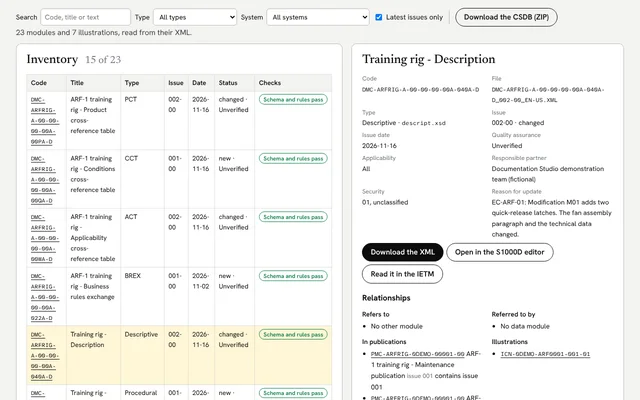 Search Code, title or text Type All types System All systems Latest issues only Download the CSDB (ZIP)
23 modules and 7 illustrations, read from their XML.
Inventory 15 of 23
Code Title Type Issue Date Status Checks
DMC-ARFRIG-A-00-00-00-00A-00PA-D ARF-1 training rig - Product cross-reference table PCT 002-00 2026-11-16 changed · Unverified Schema and rules pass
DMC-ARFRIG-A-00-00-00-00A-00QA-D ARF-1 training rig - Conditions cross-reference table CCT 001-00 2026-11-16 new · Unverified Schema and rules pass
DMC-ARFRIG-A-00-00-00-00A-00WA-D ARF-1 training rig - Applicability cross-reference table ACT 002-00 2026-11-16 changed · Unverified Schema and rules pass
DMC-ARFRIG-A-00-00-00-00A-022A-D ARF-1 training rig - Business rules exchange BREX 001-00 2026-11-02 new · Unverified Schema and rules pass
DMC-ARFRIG-A-00-00-00-00A-040A-D Training rig - Description Descriptive 002-00 2026-11-16 changed · Unverified Schema and rules pass
DMC-ARFRIG Training rig - Procedural 001- 2026- new · Schema and rules pass
Training rig - Description
Code
DMC-ARFRIG-A-00-00-00-00A-040A-D
File
DMC-ARFRIG-A-00-00-00-00A-040A-
D_002-00_EN-US.XML
Type
Descriptive · descript.xsd
Issue
002-00 · changed
Issue date
2026-11-16
Quality assurance
Unverified
Applicability
All
Responsible partner
Documentation Studio demonstration
team (fictional)
Security
01, unclassified
Reason for update
EC-ARF-01: Modification M01 adds two
quick-release latches. The fan assembly
paragraph and the technical data
changed.
Download the XML Open in the S1000D editor
Read it in the IETM
Relationships
Refers to
No other module
Referred to by
No data module
In publications
PMC-ARFRIG-0DEMO-00001-00 ARF-
1 training rig - Maintenance
publication issue 001 contains issue
001
PMC-ARFRIG-0DEMO-00001-00 ARF-
Illustrations
ICN-0DEMO-ARF0001-001-01